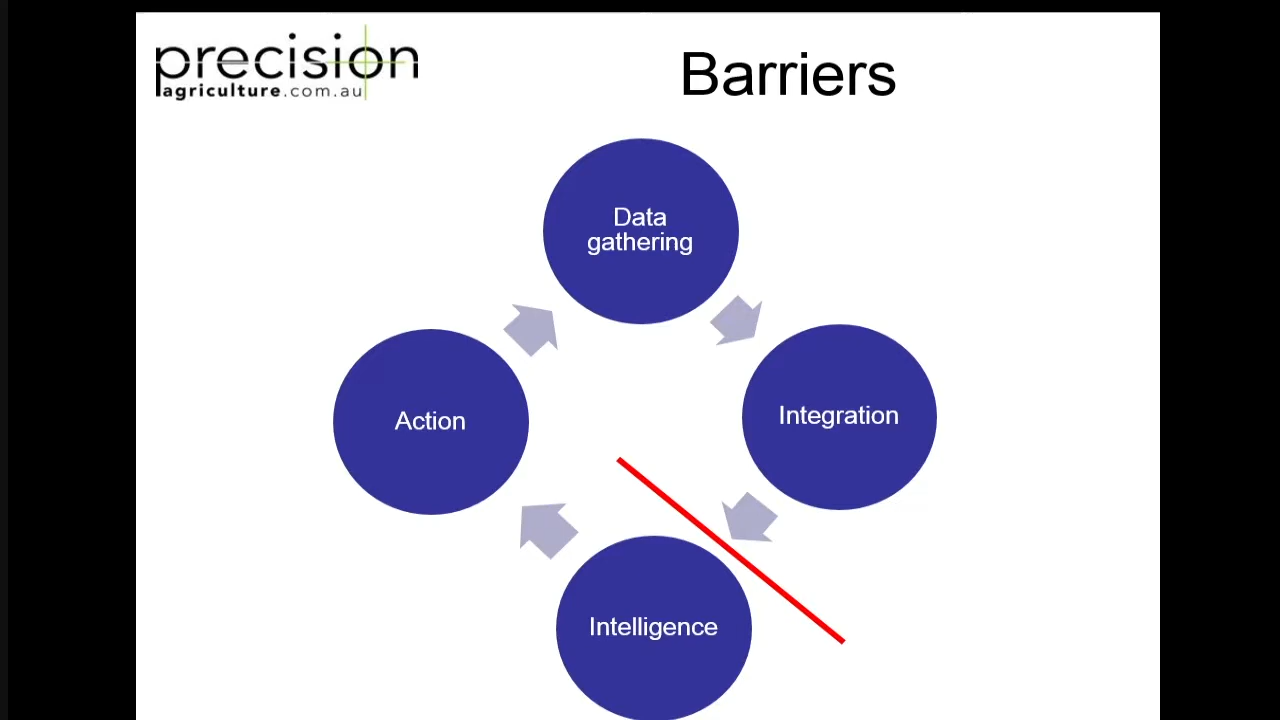 precision
agriculture.com.au
Barriers
Data
gathering
Action
Integration
Intelligence